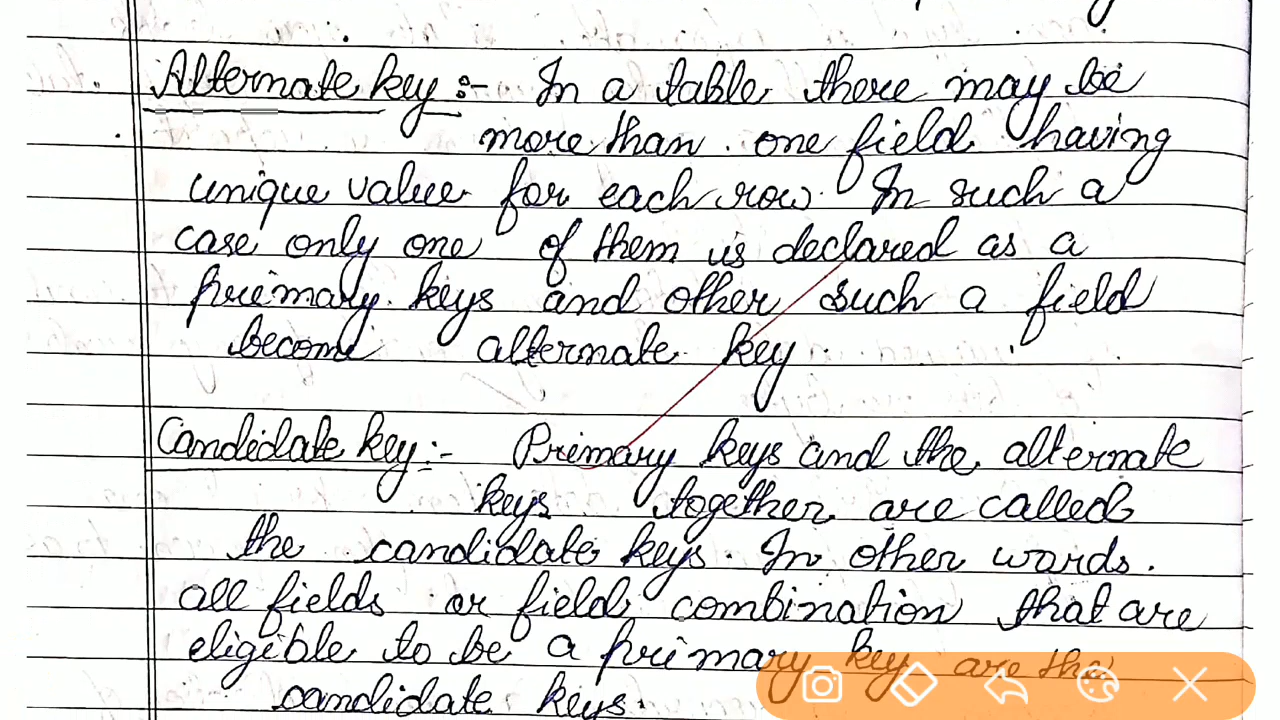 Alternate key :- In a table there may be
more than one field having
unique value for each row. In such a
case only one of them is declared as a
primary keys and other such a field
become alternate key.
Candidate key :- Primary keys and the alternate
keys together are called
the candidate keys. In other words.
all fields or field combination that are
eligible to be a primary key are the
candidate keys.